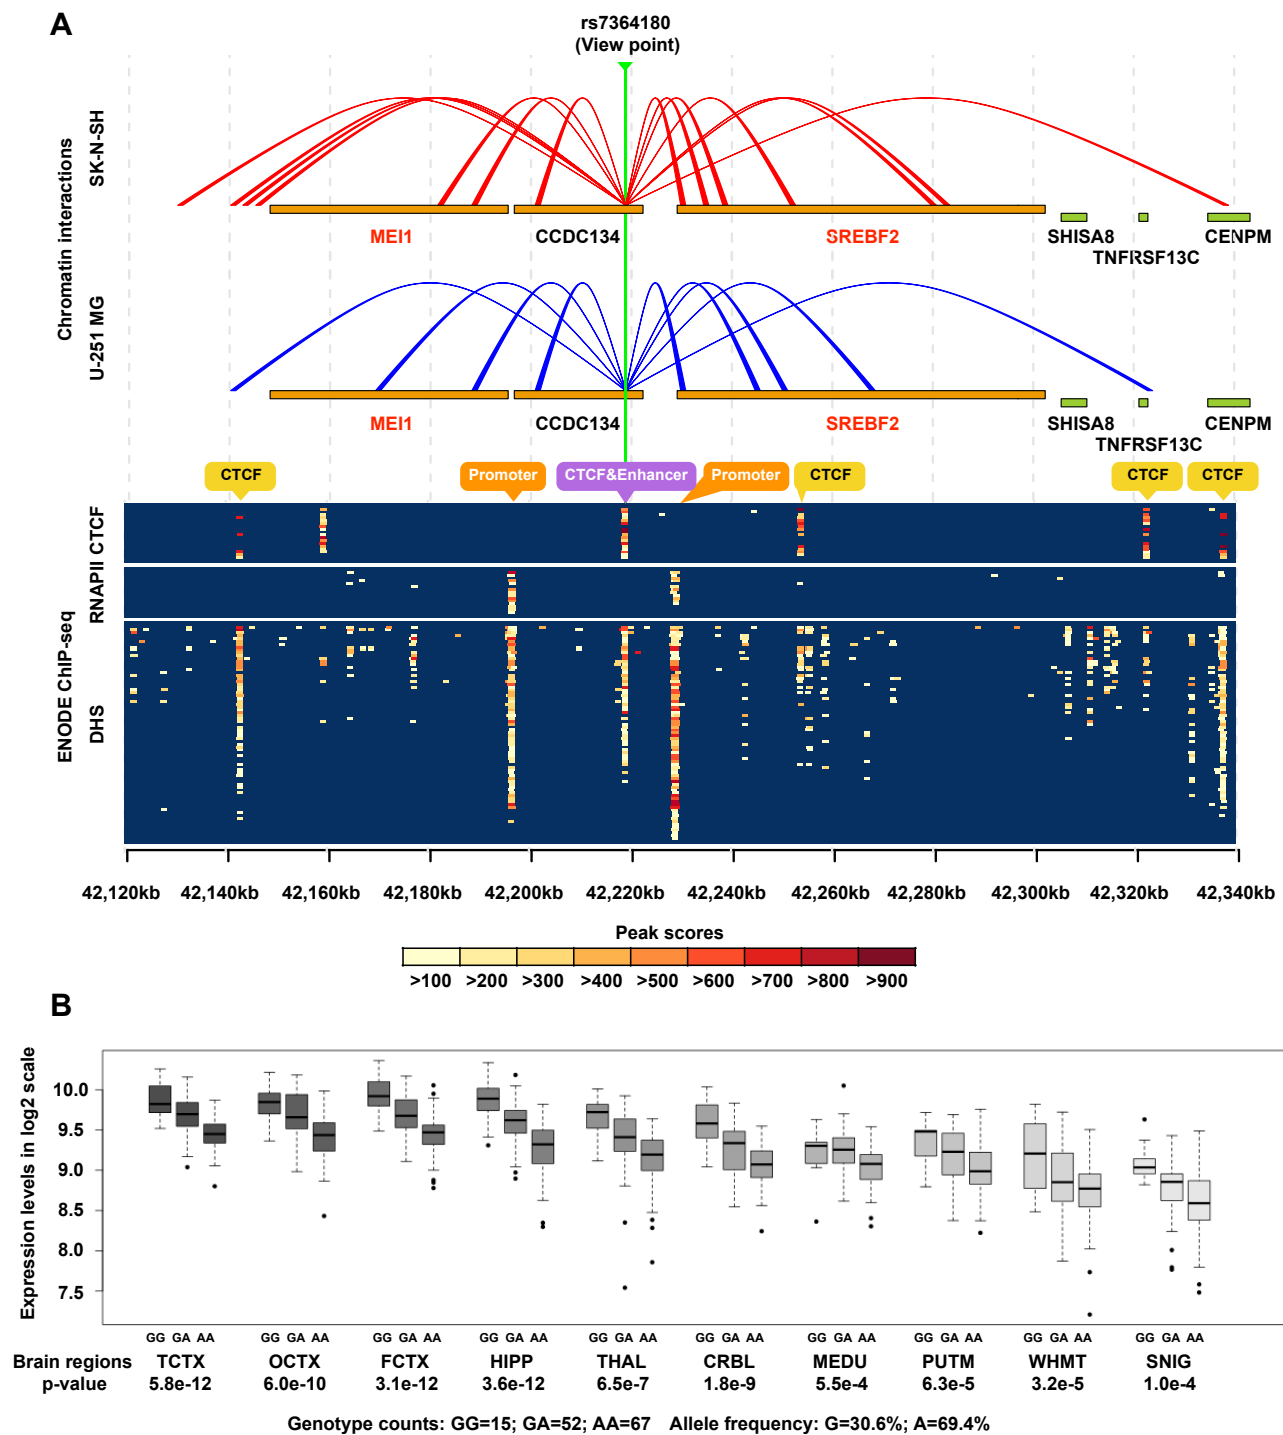 A
rs7364180
(View point)
Chromatin interactions
SK-N-SH
MEI1
CCDC134
SREBF2
SHISA8
TNFRSF13C
CENPM
U-251 MG
MEI1
CCDC134
SREBF2
SHISA8
TNFRSF13C
CENPM
CTCF
Promoter
CTCF&Enhancer
Promoter
CTCF
CTCF
CTCF
ENODE ChIP-seq
CTCF
RNAPII
DHS
42,120kb 42,140kb 42,160kb 42,180kb 42,200kb 42,220kb 42,240kb 42,260kb 42,280kb 42,300kb 42,320kb 42,340kb
Peak scores
>100 >200 >300 >400 >500 >600 >700 >800 >900
B
Expression levels in log2 scale
10.0
9.5
9.0
8.5
8.0
7.5
GG GA AA GG GA AA GG GA AA GG GA AA GG GA AA GG GA AA GG GA AA GG GA AA GG GA AA GG GA AA
Brain regions TCTX OCTX FCTX HIPP THAL CRBL MEDU PUTM WHMT SNIG
p-value 5.8e-12 6.0e-10 3.1e-12 3.6e-12 6.5e-7 1.8e-9 5.5e-4 6.3e-5 3.2e-5 1.0e-4
Genotype counts: GG=15; GA=52; AA=67 Allele frequency: G=30.6%; A=69.4%